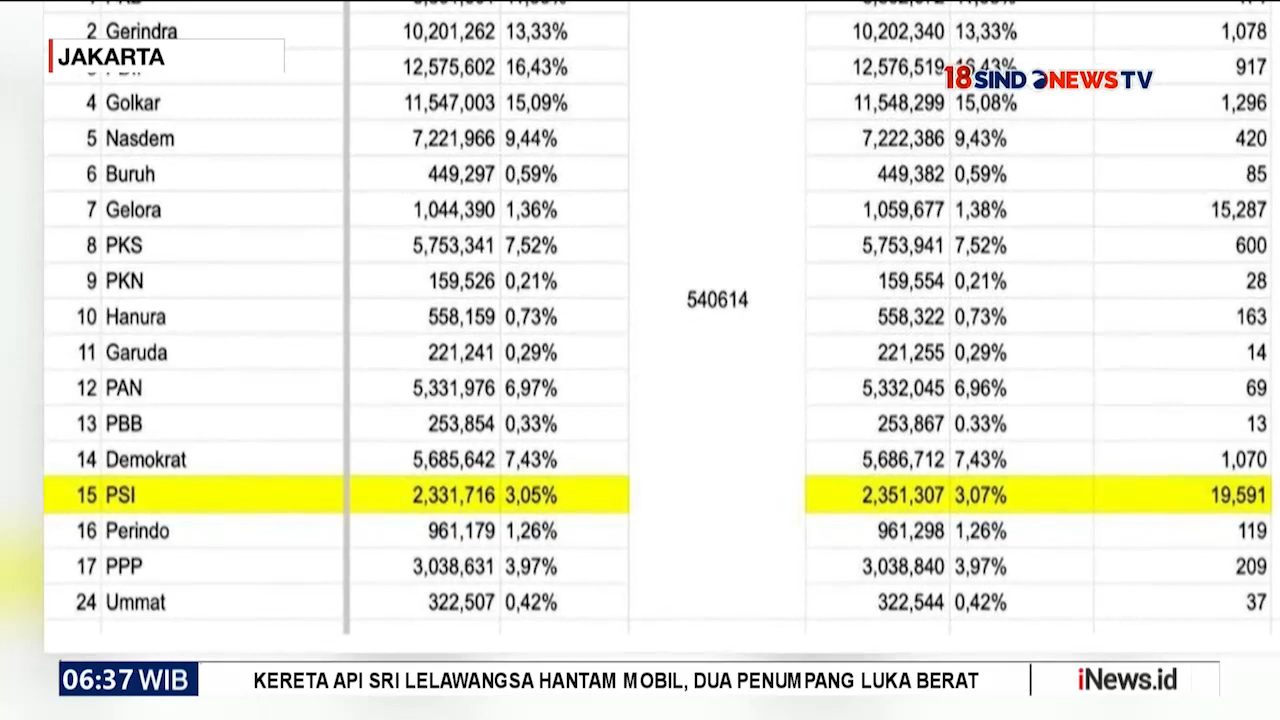 2 Gerindra 10,201,262 13,33% 10,202,340 13,33% 1,078
JAKARTA
12,575,602 16,43% 12,576,519 16,43% 917
18 SINDONEWS TV
4 Golkar 11,547,003 15,09% 11,548,299 15,08% 1,296
5 Nasdem 7,221,966 9,44% 7,222,386 9,43% 420
6 Buruh 449,297 0,59% 449,382 0,59% 85
7 Gelora 1,044,390 1,36% 1,059,677 1,38% 15,287
8 PKS 5,753,341 7,52% 5,753,941 7,52% 600
9 PKN 159,526 0,21% 159,554 0,21% 28
540614
10 Hanura 558,159 0,73% 558,322 0,73% 163
11 Garuda 221,241 0,29% 221,255 0,29% 14
12 PAN 5,331,976 6,97% 5,332,045 6,96% 69
13 PBB 253,854 0,33% 253,867 0.33% 13
14 Demokrat 5,685,642 7,43% 5,686,712 7,43% 1,070
15 PSI 2,331,716 3,05% 2,351,307 3,07% 19,591
16 Perindo 961,179 1,26% 961,298 1,26% 119
17 PPP 3,038,631 3,97% 3,038,840 3,97% 209
24 Ummat 322,507 0,42% 322,544 0,42% 37
06:37 WIB KERETA API SRI LELAWANGSA HANTAM MOBIL, DUA PENUMPANG LUKA BERAT iNews.id